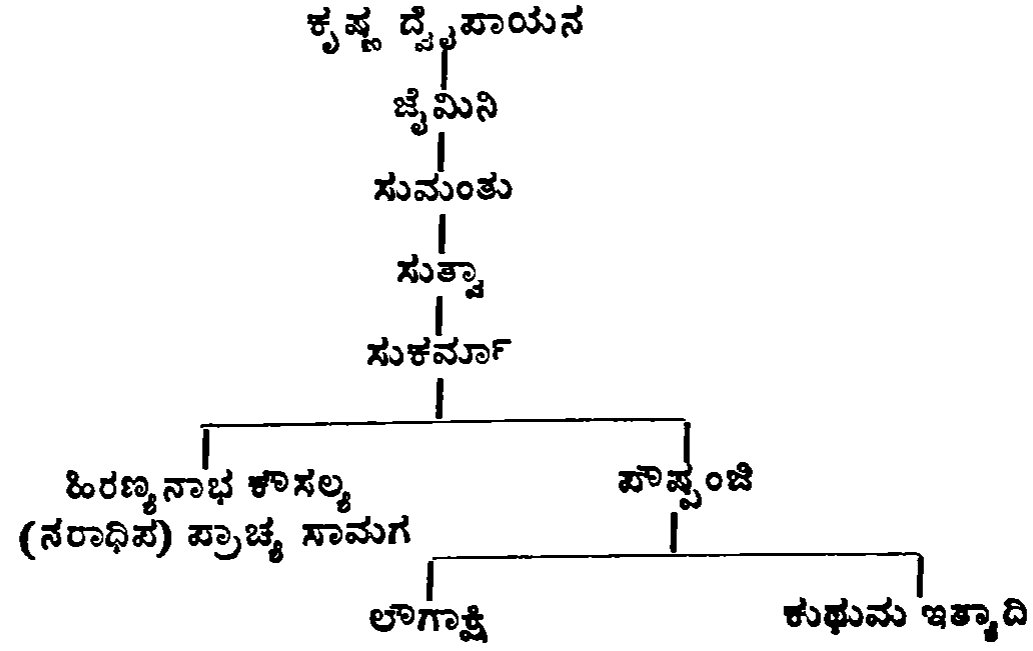 ಕೃಷ್ಣ ದ್ವೈಪಾಯನ
ಜೈಮಿನಿ
ಸುಮಂತು
ಸುತ್ವಾ
ಸುಕರ್ಮಾ
ಹಿರಣ್ಯನಾಭ ಕೌಸಲ್ಯ
(ನರಾಧಿಪ) ಪ್ರಾಚ್ಯ ಸಾಮಗ
ಪೌಷ್ಪಂಜಿ
ಲೌಗಾಕ್ಷಿ
ಕುಥುಮ ಇತ್ಯಾದಿ